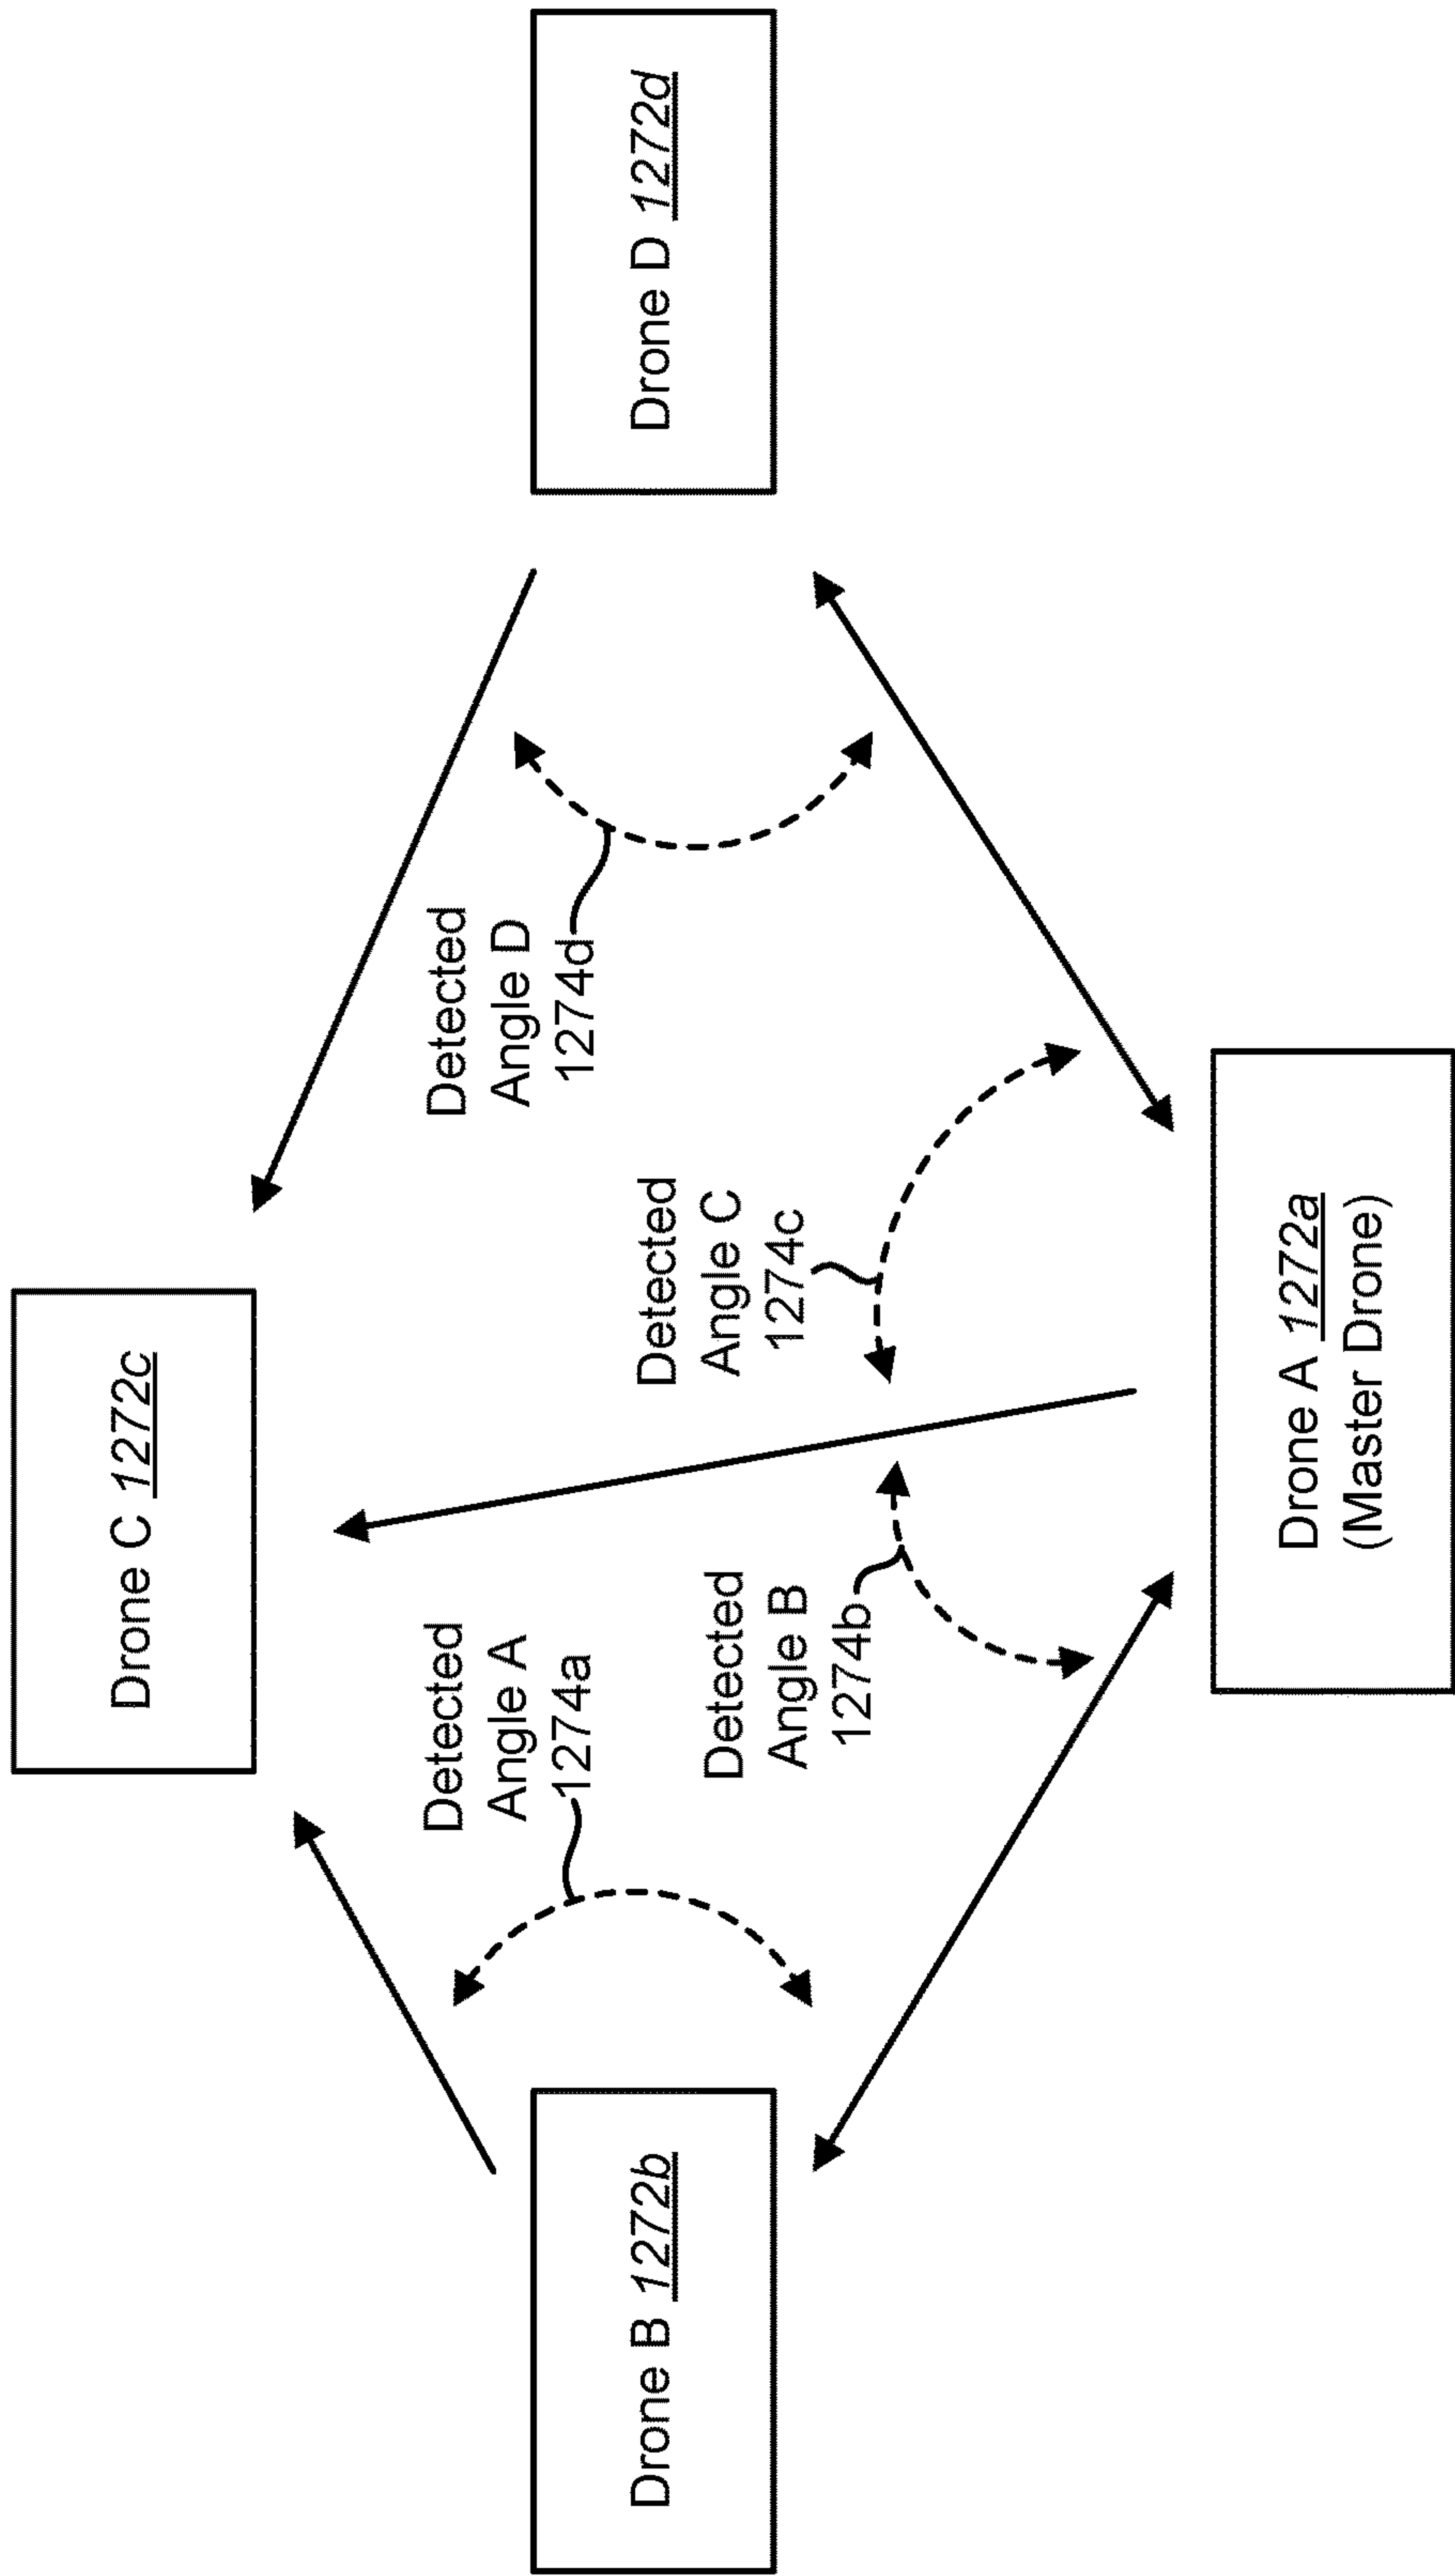 Drone C 1272c
Detected
Angle A
1274a
Detected
Angle D
1274d
Drone B 1272b
Drone D 1272d
Detected
Angle B
1274b
Detected
Angle C
1274c
Drone A 1272a
(Master Drone)